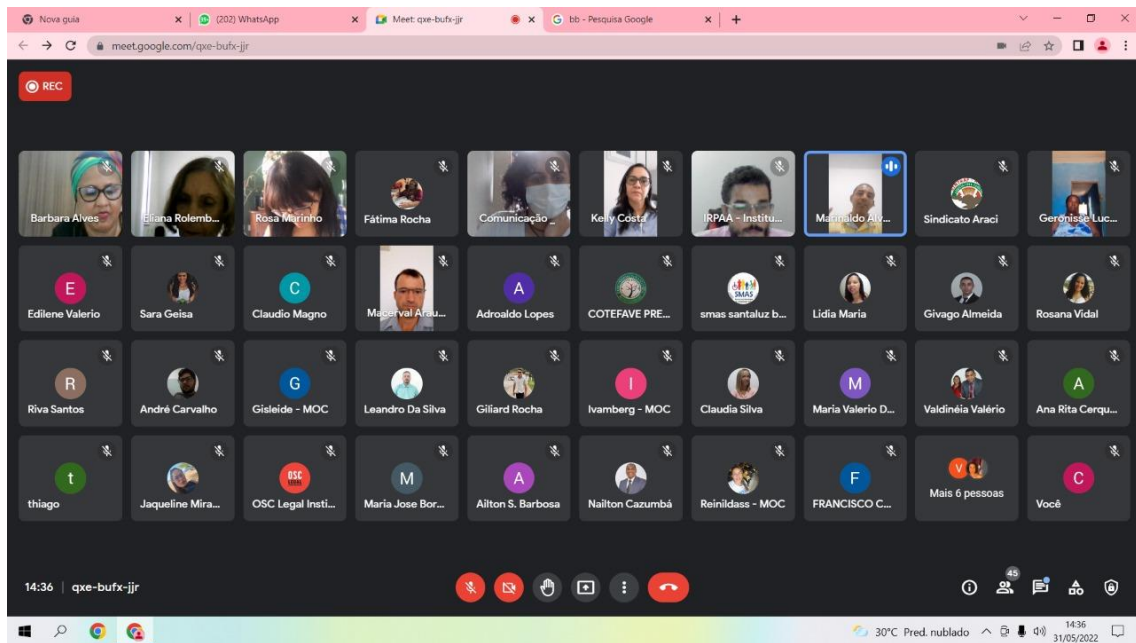 Nova guia
(202) WhatsApp
Meet: qxe-bufx-jjr
bb - Pesquisa Google
meet.google.com/qxe-bufx-jjr
REC
Barbara Alves
Eliana Rolemb...
Rosa Marinho
Fátima Rocha
Comunicação _
Kelly Costa
IRPAA - Institu...
Marinaldo Alv...
Sindicato Araci
Geronisse Luc...
E
Edilene Valerio
Sara Geisa
C
Claudio Magno
Macerval Arau...
A
Adroaldo Lopes
COTEFAVE PRE...
SMAS
smas santaluz b...
Lidia Maria
Givago Almeida
Rosana Vidal
R
Riva Santos
André Carvalho
G
Gisleide - MOC
Leandro Da Silva
Giliard Rocha
I
Ivamberg - MOC
Claudia Silva
M
Maria Valerio D...
Valdinéia Valério
A
Ana Rita Cerqu...
t
thiago
Jaqueline Mira...
OSC
LEGAL
OSC Legal Insti...
M
Maria Jose Bor...
A
Ailton S. Barbosa
Nailton Cazumbá
Reinildass - MOC
F
FRANCISCO C...
V
Mais 6 pessoas
C
Você
14:36 | qxe-bufx-jjr
45
30°C Pred. nublado
14:36
31/05/2022